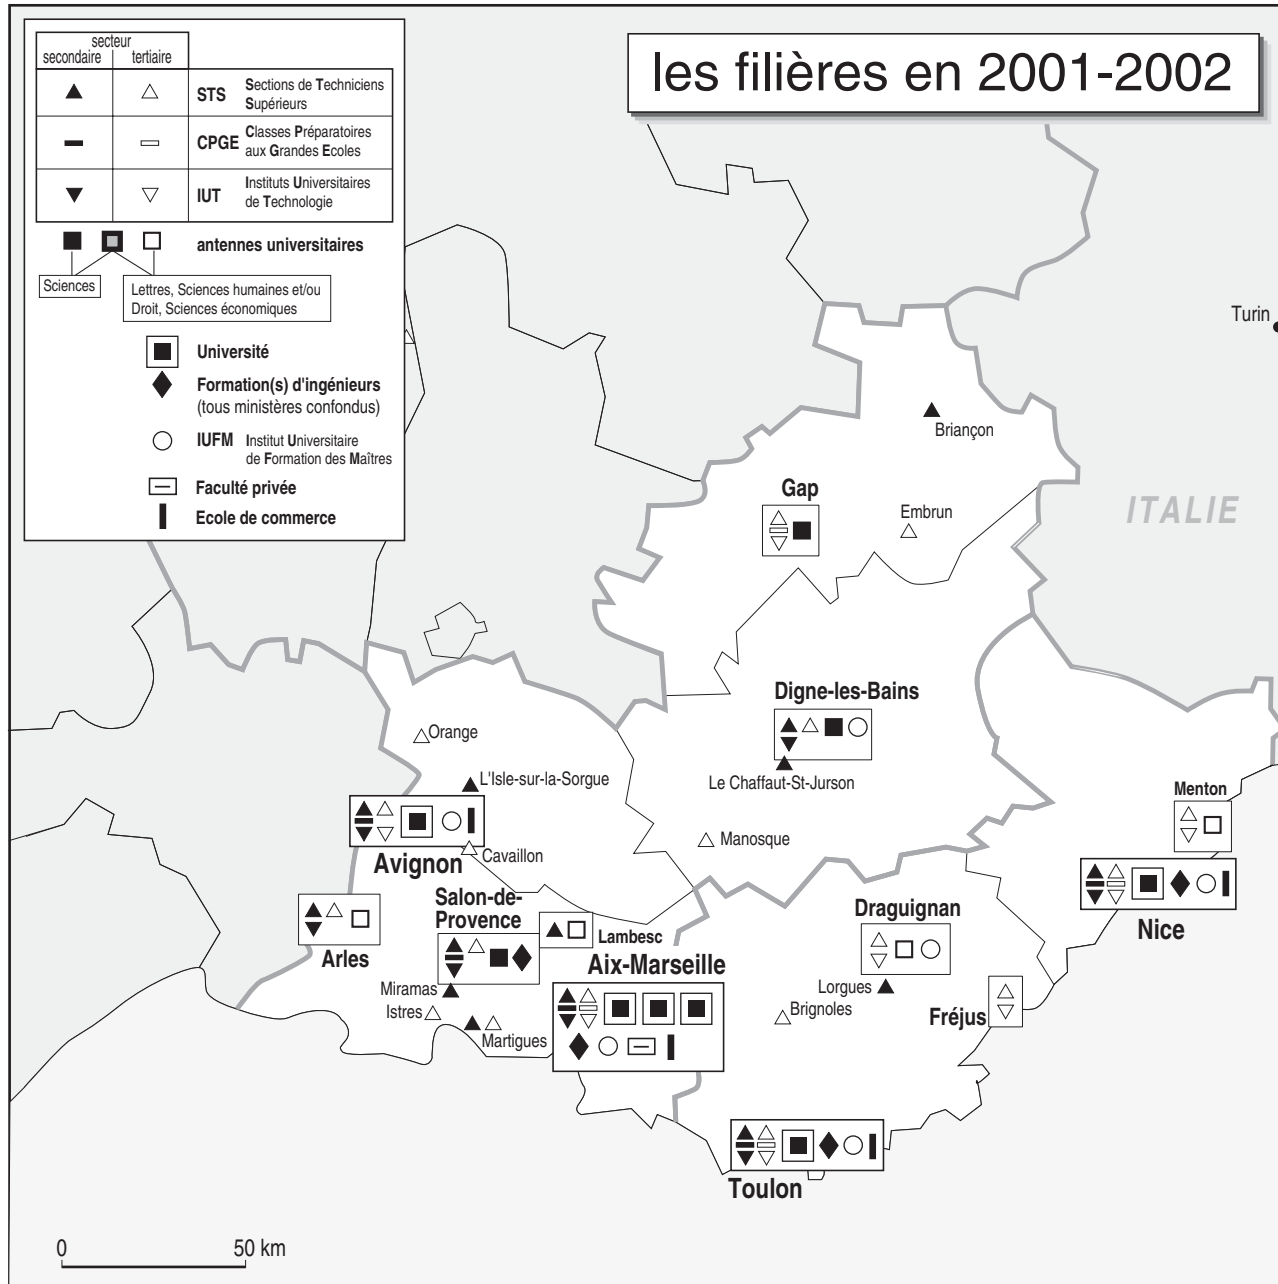 les filières en 2001-2002
secteur
secondaire tertiaire
STS Sections de Techniciens
Supérieurs
CPGE Classes Préparatoires
aux Grandes Ecoles
IUT Instituts Universitaires
de Technologie
antennes universitaires
Sciences
Lettres, Sciences humaines et/ou
Droit, Sciences économiques
Université
Formation(s) d'ingénieurs
(tous ministères confondus)
IUFM Institut Universitaire
de Formation des Maîtres
Faculté privée
Ecole de commerce
Turin
Briançon
Gap
Embrun
ITALIE
Digne-les-Bains
Orange
L'Isle-sur-la-Sorgue
Le Chaffaut-St-Jurson
Menton
Manosque
Avignon
Cavaillon
Salon-de-
Provence
Draguignan
Nice
Lambesc
Arles
Aix-Marseille
Miramas
Lorgues
Istres
Brignoles
Fréjus
Martigues
Toulon
0 50 km